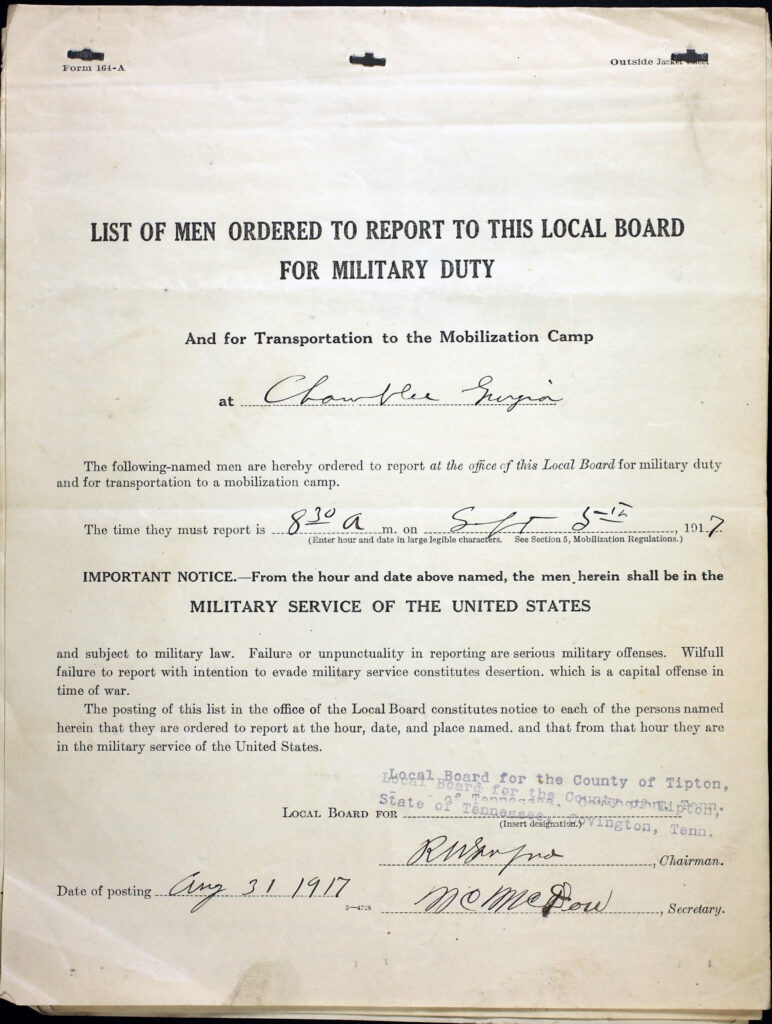 Form 164-A
Outside Jacket
LIST OF MEN ORDERED TO REPORT TO THIS LOCAL BOARD
FOR MILITARY DUTY
And for Transportation to the Mobilization Camp
at Chamblee Georgia
The following-named men are hereby ordered to report at the office of this Local Board for military duty
and for transportation to a mobilization camp.
The time they must report is 8 30 a m. on Sept 5th, 1917.
(Enter hour and date in large legible characters. See Section 5, Mobilization Regulations.)
IMPORTANT NOTICE.—From the hour and date above named, the men herein shall be in the
MILITARY SERVICE OF THE UNITED STATES
and subject to military law. Failure or unpunctuality in reporting are serious military offenses. Wilfull
failure to report with intention to evade military service constitutes desertion. which is a capital offense in
time of war.
The posting of this list in the office of the Local Board constitutes notice to each of the persons named
herein that they are ordered to report at the hour, date, and place named. and that from that hour they are
in the military service of the United States.
Local Board for the County of Tipton,
State of Tennessee, Covington, Tenn.
LOCAL BOARD FOR
(Insert designation.)
, Chairman.
Date of posting Aug 31 1917
3—4728
, Secretary.